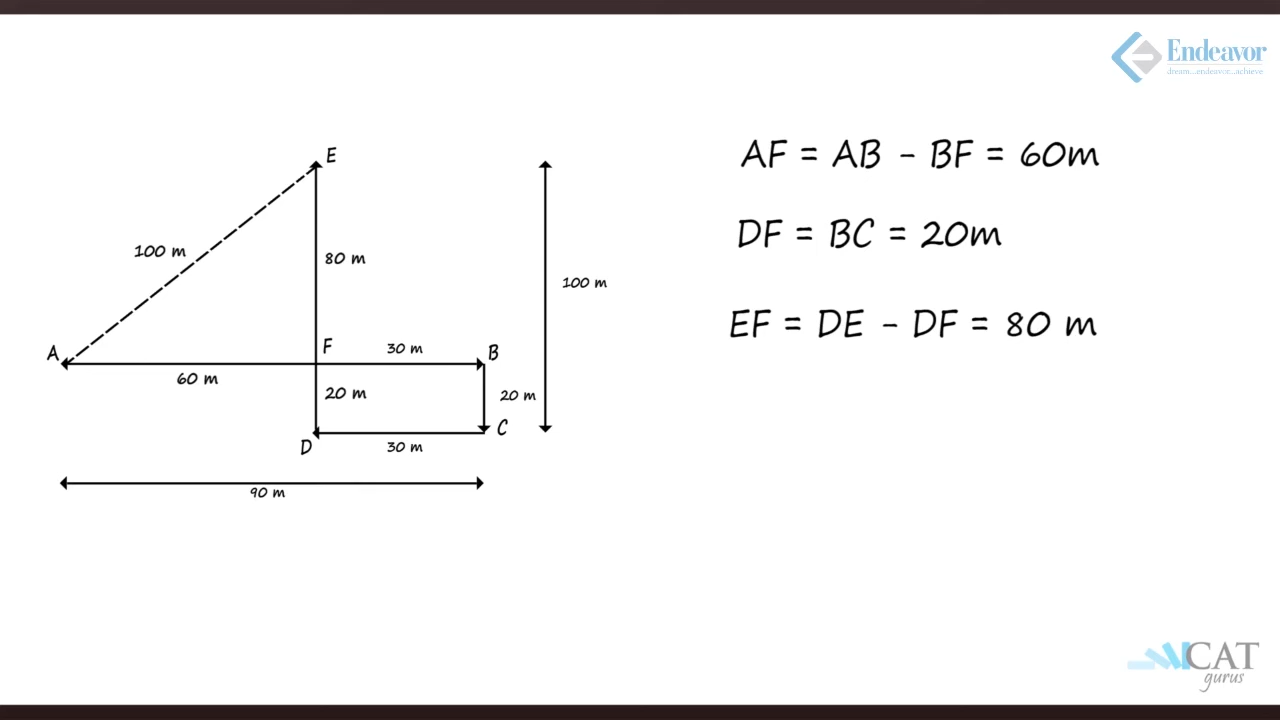 Endeavor
dream...endeavor...achieve
AF = AB - BF = 60m
E
DF = BC = 20m
100 m
80 m
100 m
EF = DE - DF = 80 m
A
F
30 m
B
60 m
20 m
20 m
C
D
30 m
90 m
CAT
gurus